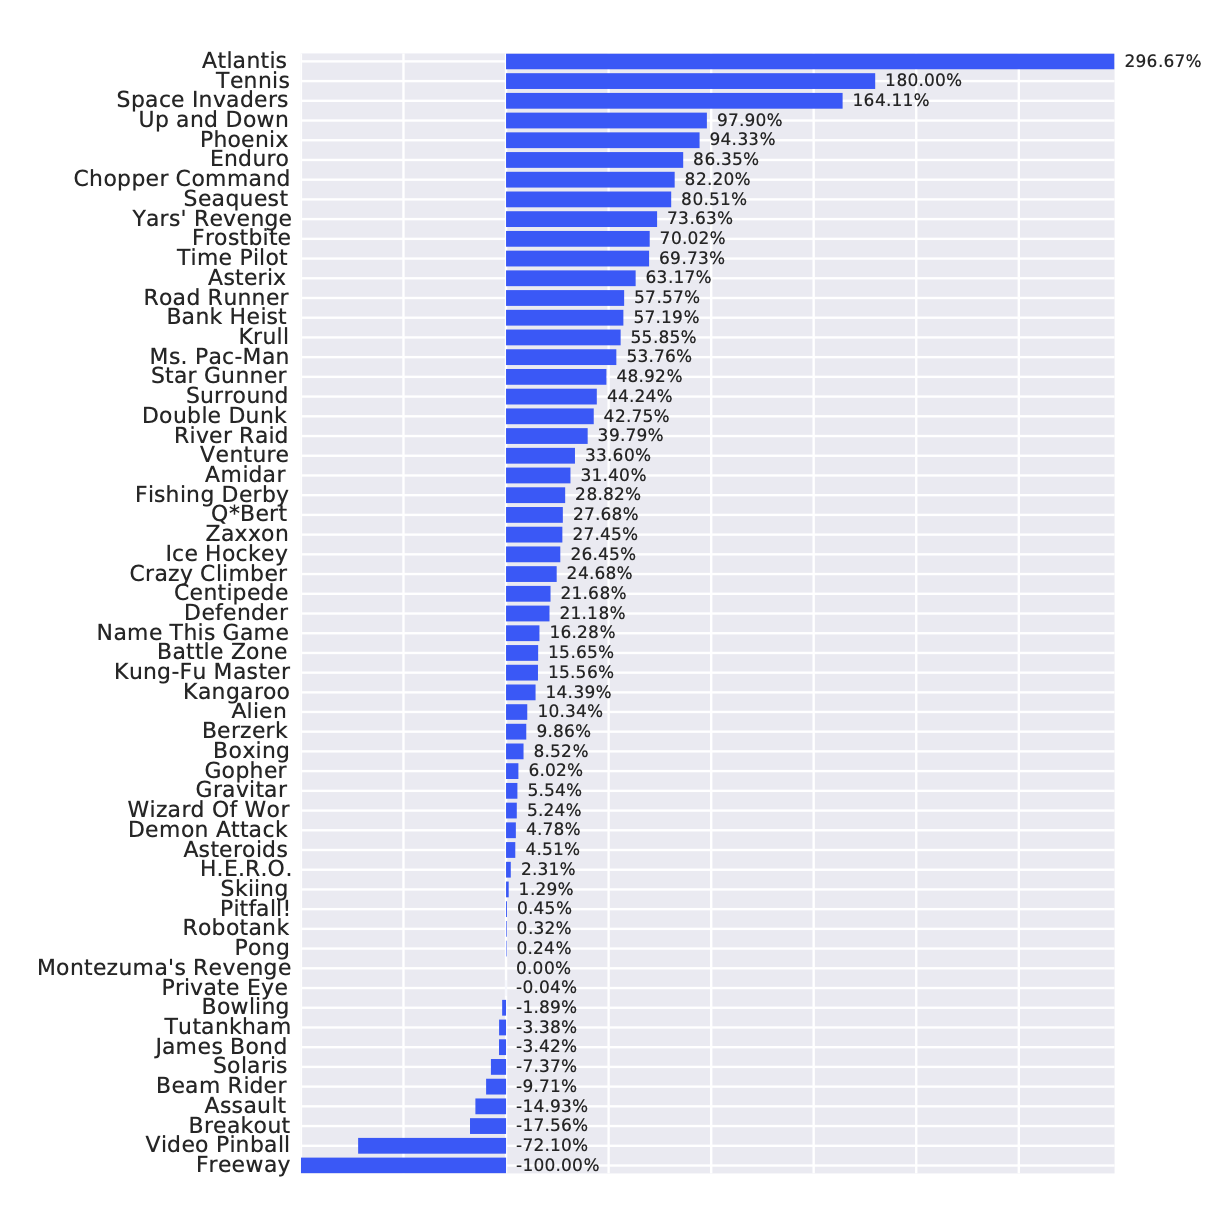 Atlantis 296.67%
Tennis 180.00%
Space Invaders 164.11%
Up and Down 97.90%
Phoenix 94.33%
Enduro 86.35%
Chopper Command 82.20%
Seaquest 80.51%
Yars' Revenge 73.63%
Frostbite 70.02%
Time Pilot 69.73%
Asterix 63.17%
Road Runner 57.57%
Bank Heist 57.19%
Krull 55.85%
Ms. Pac-Man 53.76%
Star Gunner 48.92%
Surround 44.24%
Double Dunk 42.75%
River Raid 39.79%
Venture 33.60%
Amidar 31.40%
Fishing Derby 28.82%
Q*Bert 27.68%
Zaxxon 27.45%
Ice Hockey 26.45%
Crazy Climber 24.68%
Centipede 21.68%
Defender 21.18%
Name This Game 16.28%
Battle Zone 15.65%
Kung-Fu Master 15.56%
Kangaroo 14.39%
Alien 10.34%
Berzerk 9.86%
Boxing 8.52%
Gopher 6.02%
Gravitar 5.54%
Wizard Of Wor 5.24%
Demon Attack 4.78%
Asteroids 4.51%
H.E.R.O. 2.31%
Skiing 1.29%
Pitfall! 0.45%
Robotank 0.32%
Pong 0.24%
Montezuma's Revenge 0.00%
Private Eye -0.04%
Bowling -1.89%
Tutankham -3.38%
James Bond -3.42%
Solaris -7.37%
Beam Rider -9.71%
Assault -14.93%
Breakout -17.56%
Video Pinball -72.10%
Freeway -100.00%